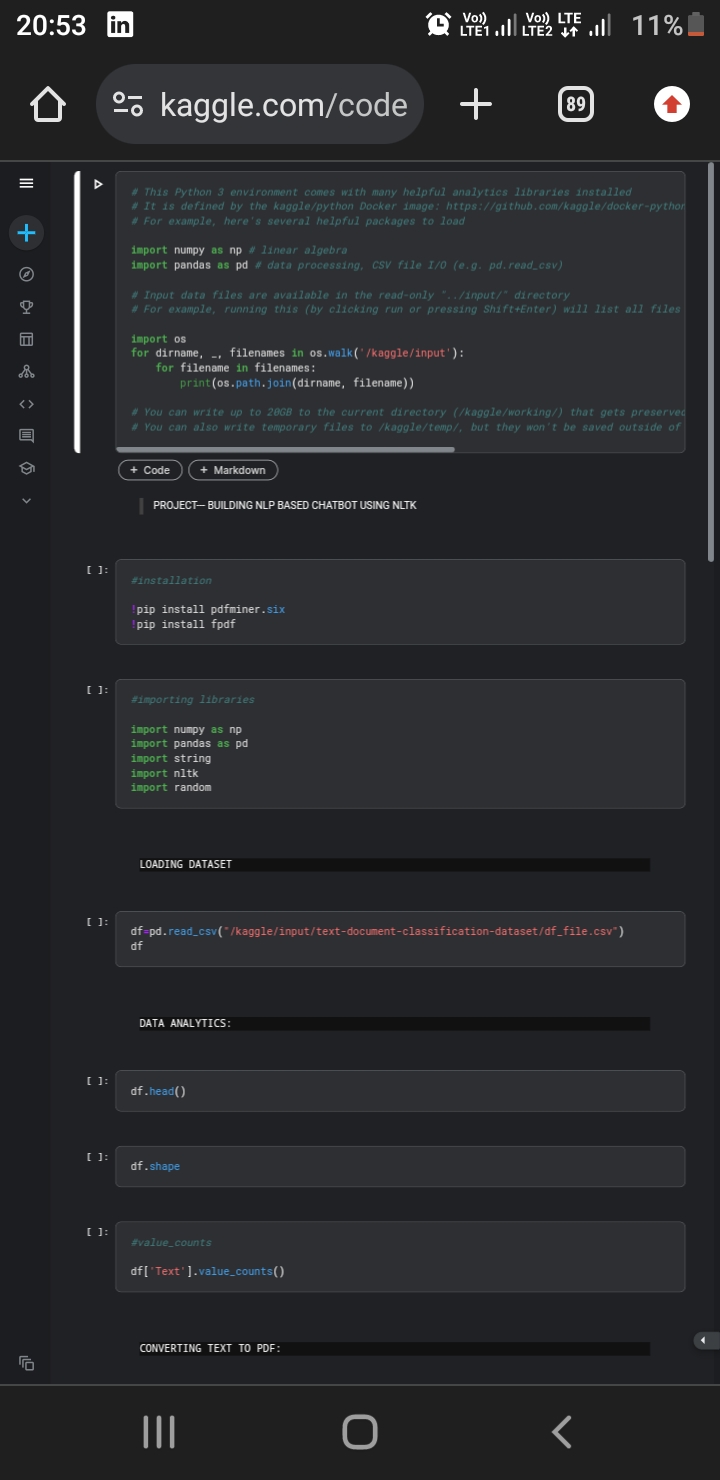 20:53 in Vo)) LTE1 Vo)) LTE2 LTE 11%
kaggle.com/code 89
# This Python 3 environment comes with many helpful analytics libraries installed
# It is defined by the kaggle/python Docker image: https://github.com/kaggle/docker-python
# For example, here's several helpful packages to load
import numpy as np # linear algebra
import pandas as pd # data processing, CSV file I/O (e.g. pd.read_csv)
# Input data files are available in the read-only "../input/" directory
# For example, running this (by clicking run or pressing Shift+Enter) will list all files
import os
for dirname, _, filenames in os.walk('/kaggle/input'):
    for filename in filenames:
        print(os.path.join(dirname, filename))
# You can write up to 20GB to the current directory (/kaggle/working/) that gets preserved
# You can also write temporary files to /kaggle/temp/, but they won't be saved outside of
+ Code + Markdown
PROJECT— BUILDING NLP BASED CHATBOT USING NLTK
[ ]:
#installation
!pip install pdfminer.six
!pip install fpdf
[ ]:
#importing libraries
import numpy as np
import pandas as pd
import string
import nltk
import random
LOADING DATASET
[ ]:
df=pd.read_csv("/kaggle/input/text-document-classification-dataset/df_file.csv")
df
DATA ANALYTICS:
[ ]:
df.head()
[ ]:
df.shape
[ ]:
#value_counts
df['Text'].value_counts()
CONVERTING TEXT TO PDF: